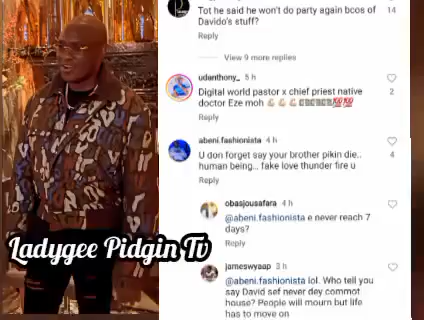 Tot he said he won't do party again bcos of
Davido's stuff?
14
Reply
View 9 more replies
udanthony_ 5 h
Digital world pastor x chief priest native
2
doctor Eze moh 💪🏼💪🏼💪🏼
💯💯
Reply
abeni.fashionista 4 h
U don forget say your brother pikin die..
4
human being... fake love thunder fire u
Reply
obasjousafara 4 h
@abeni.fashionista e never reach 7
days?
Reply
jameswyaap 3 h
@abeni.fashionista lol. Who tell you
say David sef never dey commot
house? People will mourn but life
has to move on
Ladygee Pidgin Tv